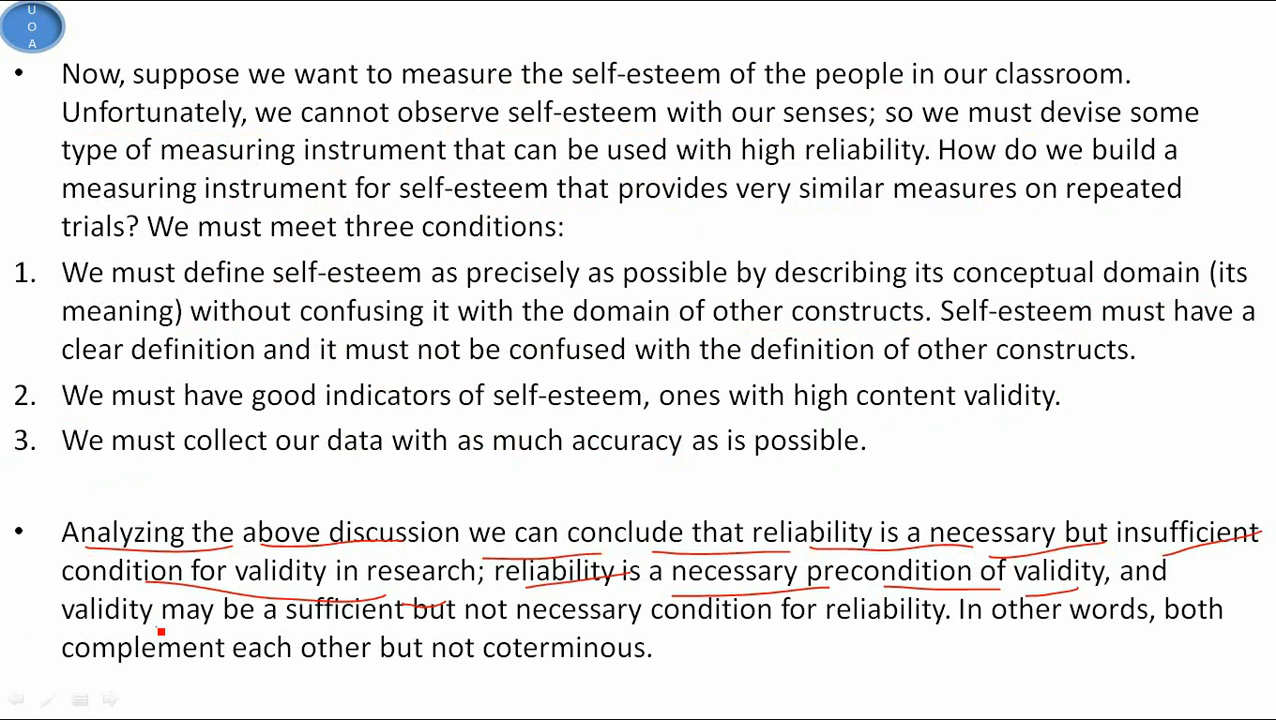 U
O
A
• Now, suppose we want to measure the self-esteem of the people in our classroom.
Unfortunately, we cannot observe self-esteem with our senses; so we must devise some
type of measuring instrument that can be used with high reliability. How do we build a
measuring instrument for self-esteem that provides very similar measures on repeated
trials? We must meet three conditions:
1. We must define self-esteem as precisely as possible by describing its conceptual domain (its
meaning) without confusing it with the domain of other constructs. Self-esteem must have a
clear definition and it must not be confused with the definition of other constructs.
2. We must have good indicators of self-esteem, ones with high content validity.
3. We must collect our data with as much accuracy as is possible.
• Analyzing the above discussion we can conclude that reliability is a necessary but insufficient
condition for validity in research; reliability is a necessary precondition of validity, and
validity may be a sufficient but not necessary condition for reliability. In other words, both
complement each other but not coterminous.